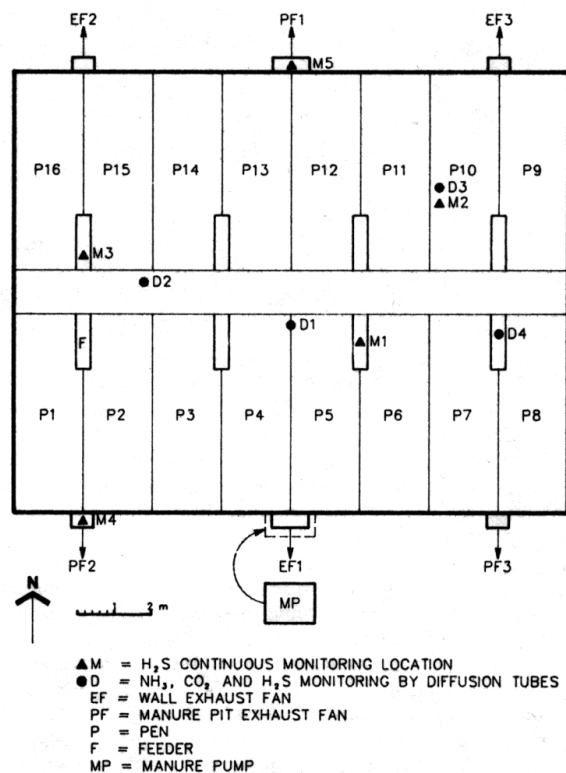 EF2 PF1 EF3
M5
P16 P15 P14 P13 P12 P11 P10 P9
D3
M2
M3
D2
D1 M1 D4
F
P1 P2 P3 P4 P5 P6 P7 P8
M4
PF2 EF1 PF3
N
1 2 m
MP
▲ M = H₂S CONTINUOUS MONITORING LOCATION
● D = NH₃, CO₂ AND H₂S MONITORING BY DIFFUSION TUBES
EF = WALL EXHAUST FAN
PF = MANURE PIT EXHAUST FAN
P = PEN
F = FEEDER
MP = MANURE PUMP